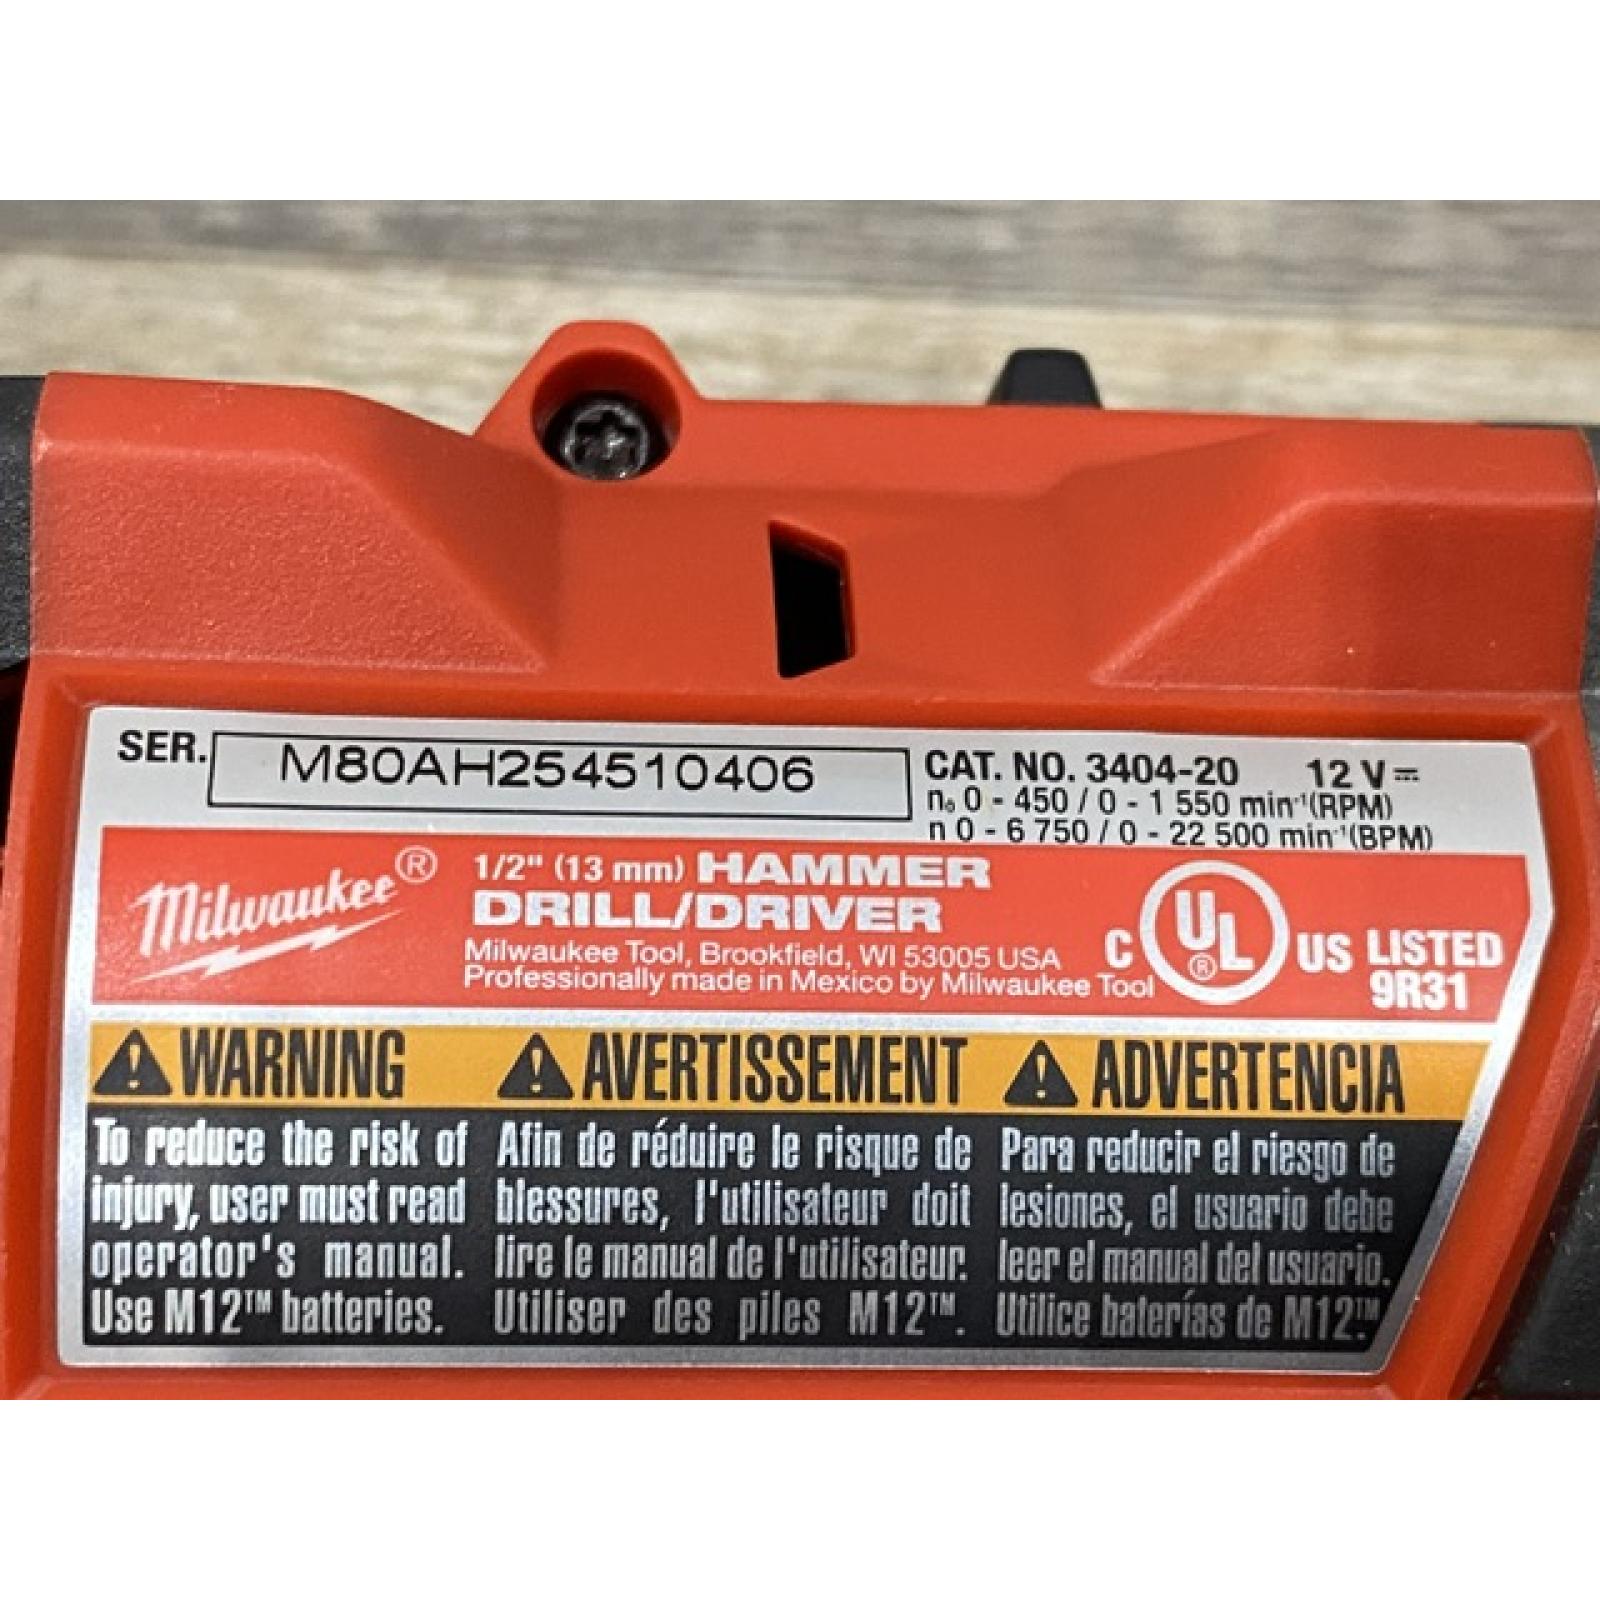 SER. M80AH254510406
CAT. NO. 3404-20 12 V⎓
n₀ 0 - 450 / 0 - 1 550 min⁻¹(RPM)
n 0 - 6 750 / 0 - 22 500 min⁻¹(BPM)
Milwaukee®
1/2" (13 mm) HAMMER
DRILL/DRIVER
Milwaukee Tool, Brookfield, WI 53005 USA
Professionally made in Mexico by Milwaukee Tool
C UL® US LISTED
9R31
WARNING
To reduce the risk of
injury, user must read
operator's manual.
Use M12™ batteries.
AVERTISSEMENT
Afin de réduire le risque de
blessures, l'utilisateur doit
lire le manual de l'utilisateur.
Utiliser des piles M12™.
ADVERTENCIA
Para reducir el riesgo de
lesiones, el usuario debe
leer el manual del usuario.
Utilice baterías de M12™.